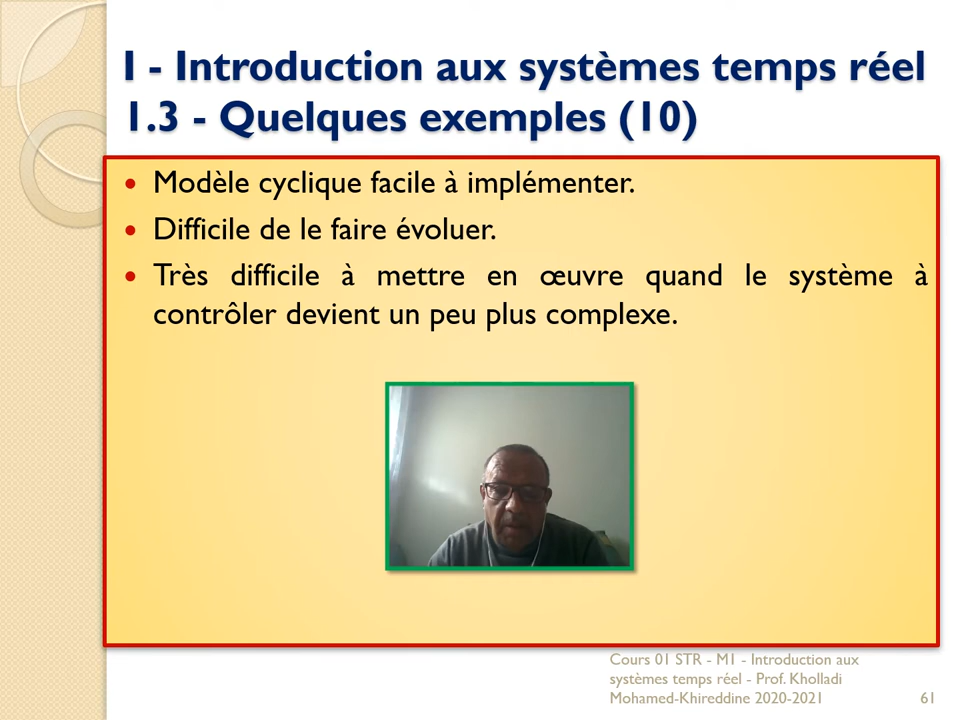 I - Introduction aux systèmes temps réel
1.3 - Quelques exemples (10)
• Modèle cyclique facile à implémenter.
• Difficile de le faire évoluer.
• Très difficile à mettre en œuvre quand le système à
contrôler devient un peu plus complexe.
Cours 01 STR - M1 - Introduction aux
systèmes temps réel - Prof. Kholladi
Mohamed-Khireddine 2020-2021
61